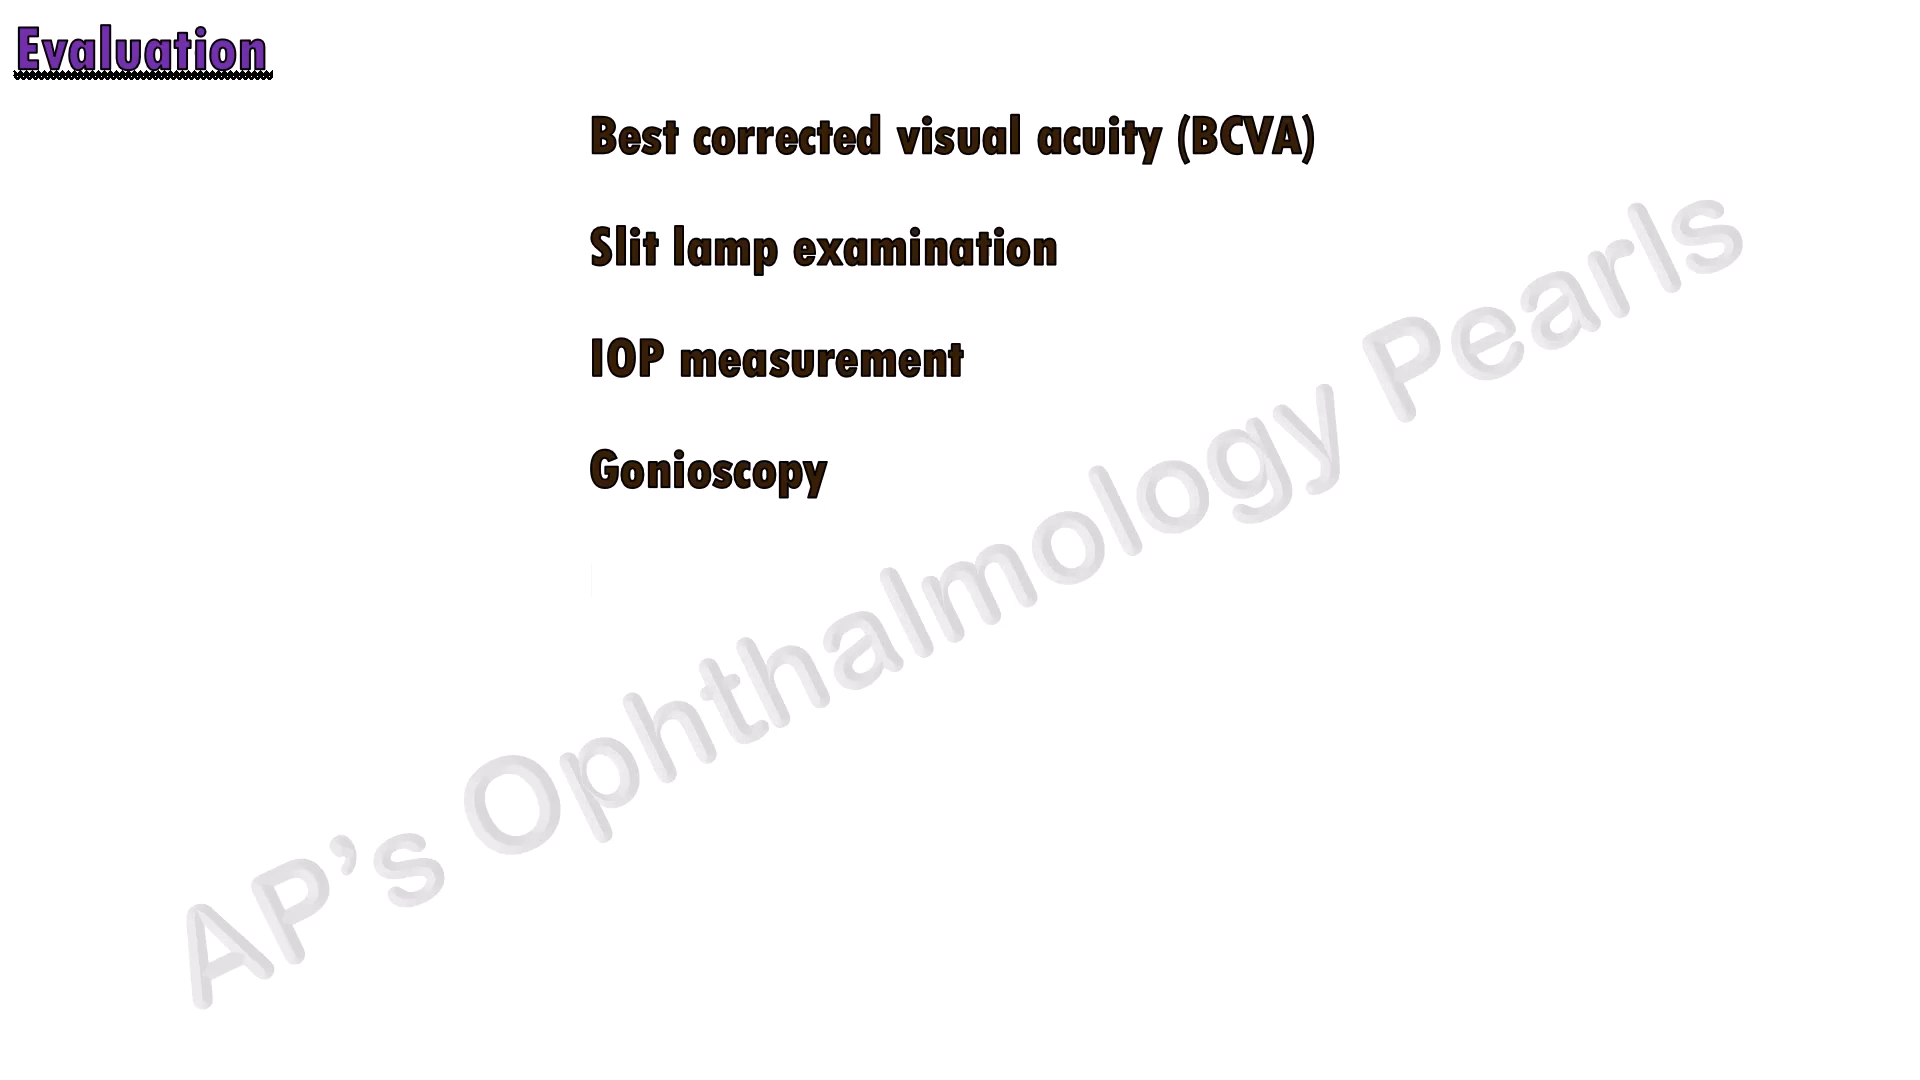 Evaluation
Best corrected visual acuity (BCVA)
Slit lamp examination
IOP measurement
Gonioscopy
AP’s Ophthalmology Pearls